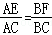 AE/AC = BF/BC